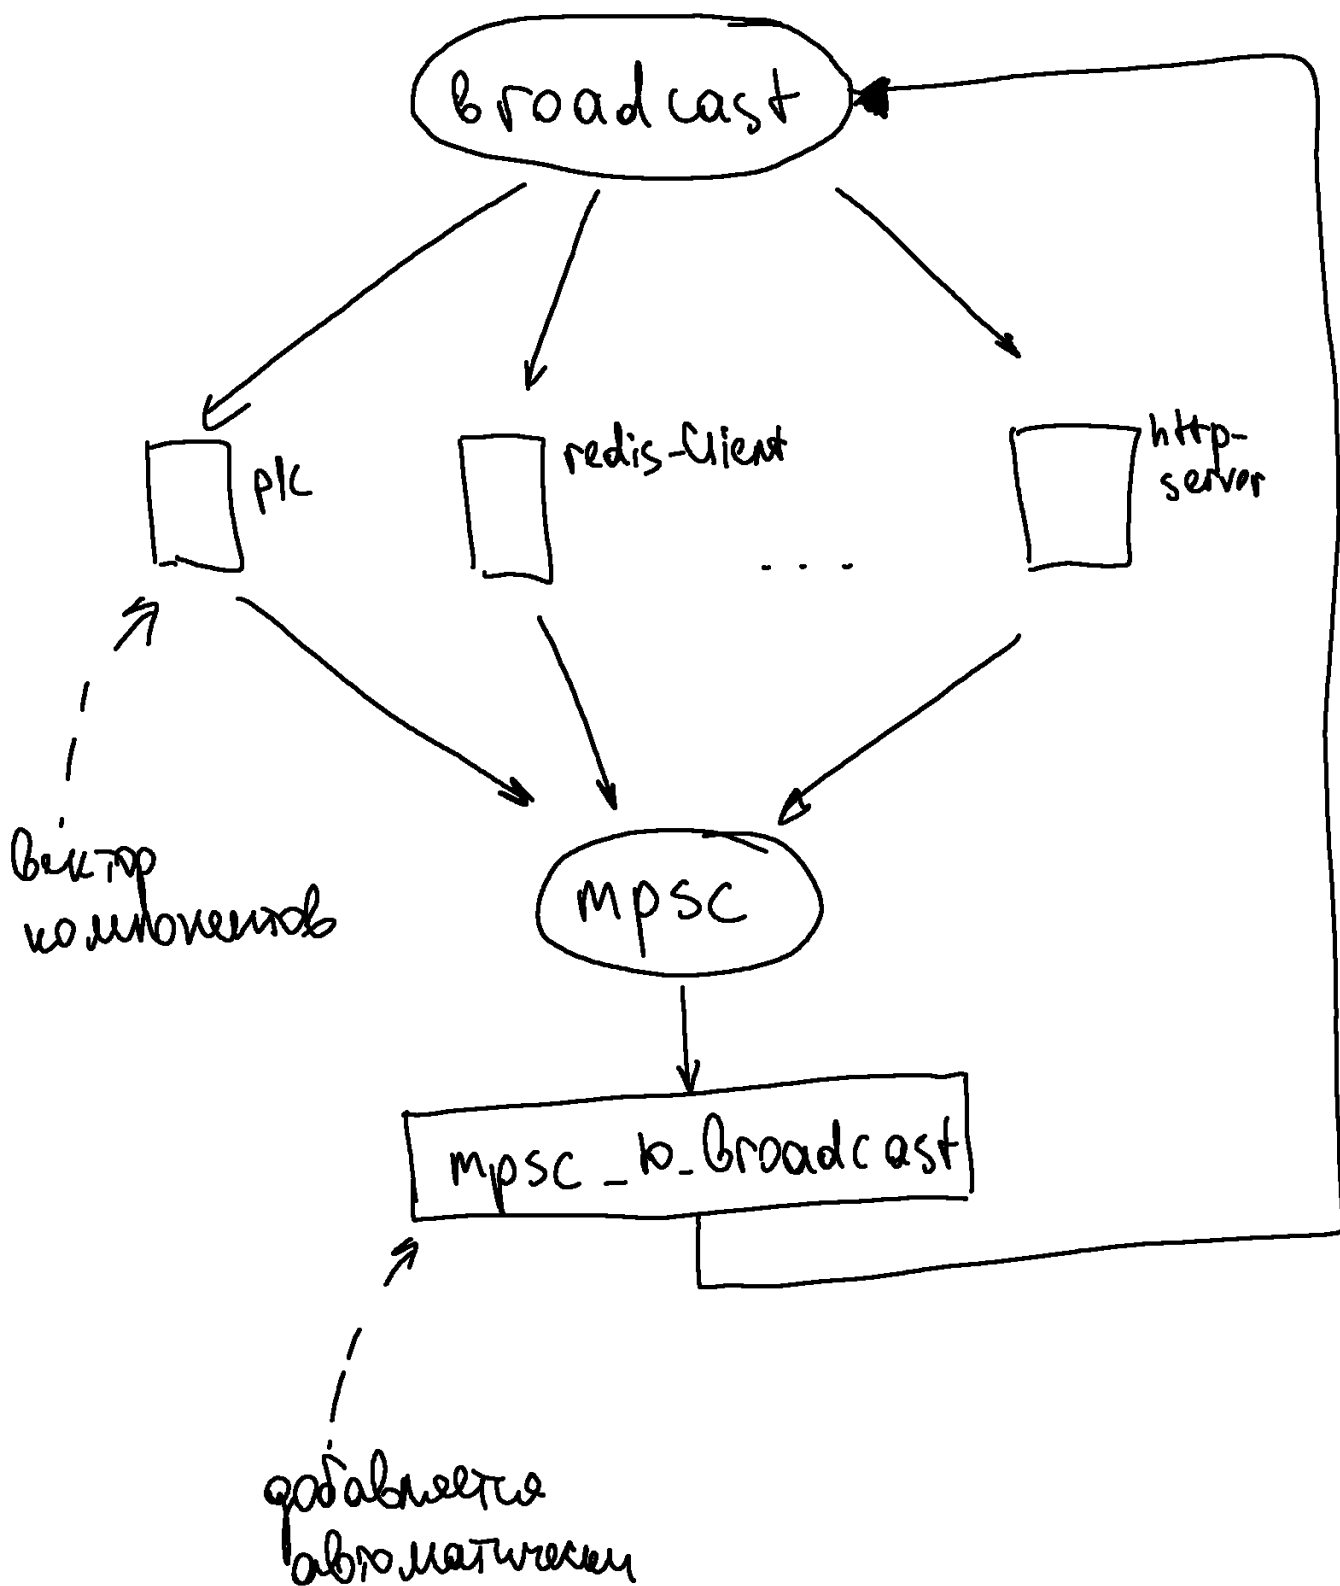 broadcast
plc
redis-client
http-
server
. . .
вектор
компонентов
mpsc
mpsc_to_broadcast
добавляется
автоматически